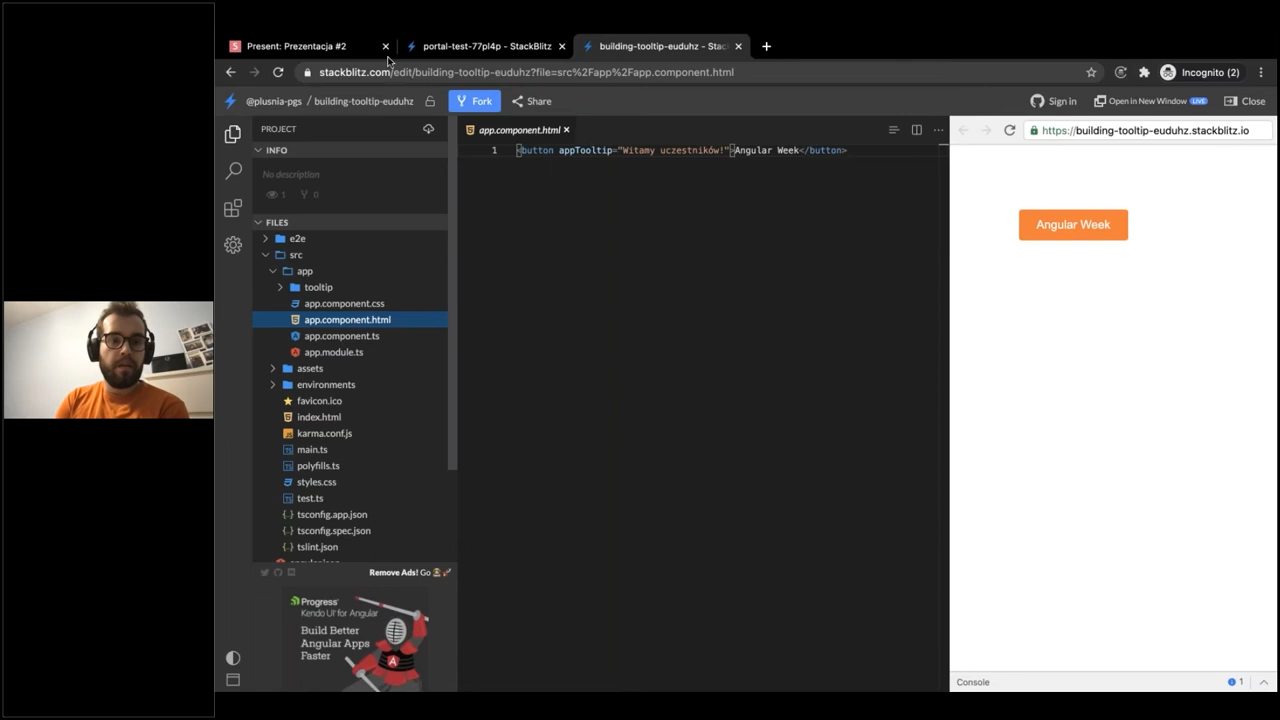 Present: Prezentacja #2
portal-test-77pl4p - StackBlitz
building-tooltip-euduhz - Stac
stackblitz.com/edit/building-tooltip-euduhz?file=src%2Fapp%2Fapp.component.html
Incognito (2)
@plusnia-pgs / building-tooltip-euduhz
Fork
Share
Sign in
Open in New Window LIVE
Close
PROJECT
INFO
No description
1
0
FILES
e2e
src
app
tooltip
app.component.css
app.component.html
app.component.ts
app.module.ts
assets
environments
favicon.ico
index.html
karma.conf.js
main.ts
polyfills.ts
styles.css
test.ts
tsconfig.app.json
tsconfig.spec.json
tslint.json
Remove Ads! Go
Progress
Kendo UI for Angular
Build Better
Angular Apps
Faster
app.component.html
1 <button appTooltip="Witamy uczestników!">Angular Week</button>
https://building-tooltip-euduhz.stackblitz.io
Angular Week
Console
1